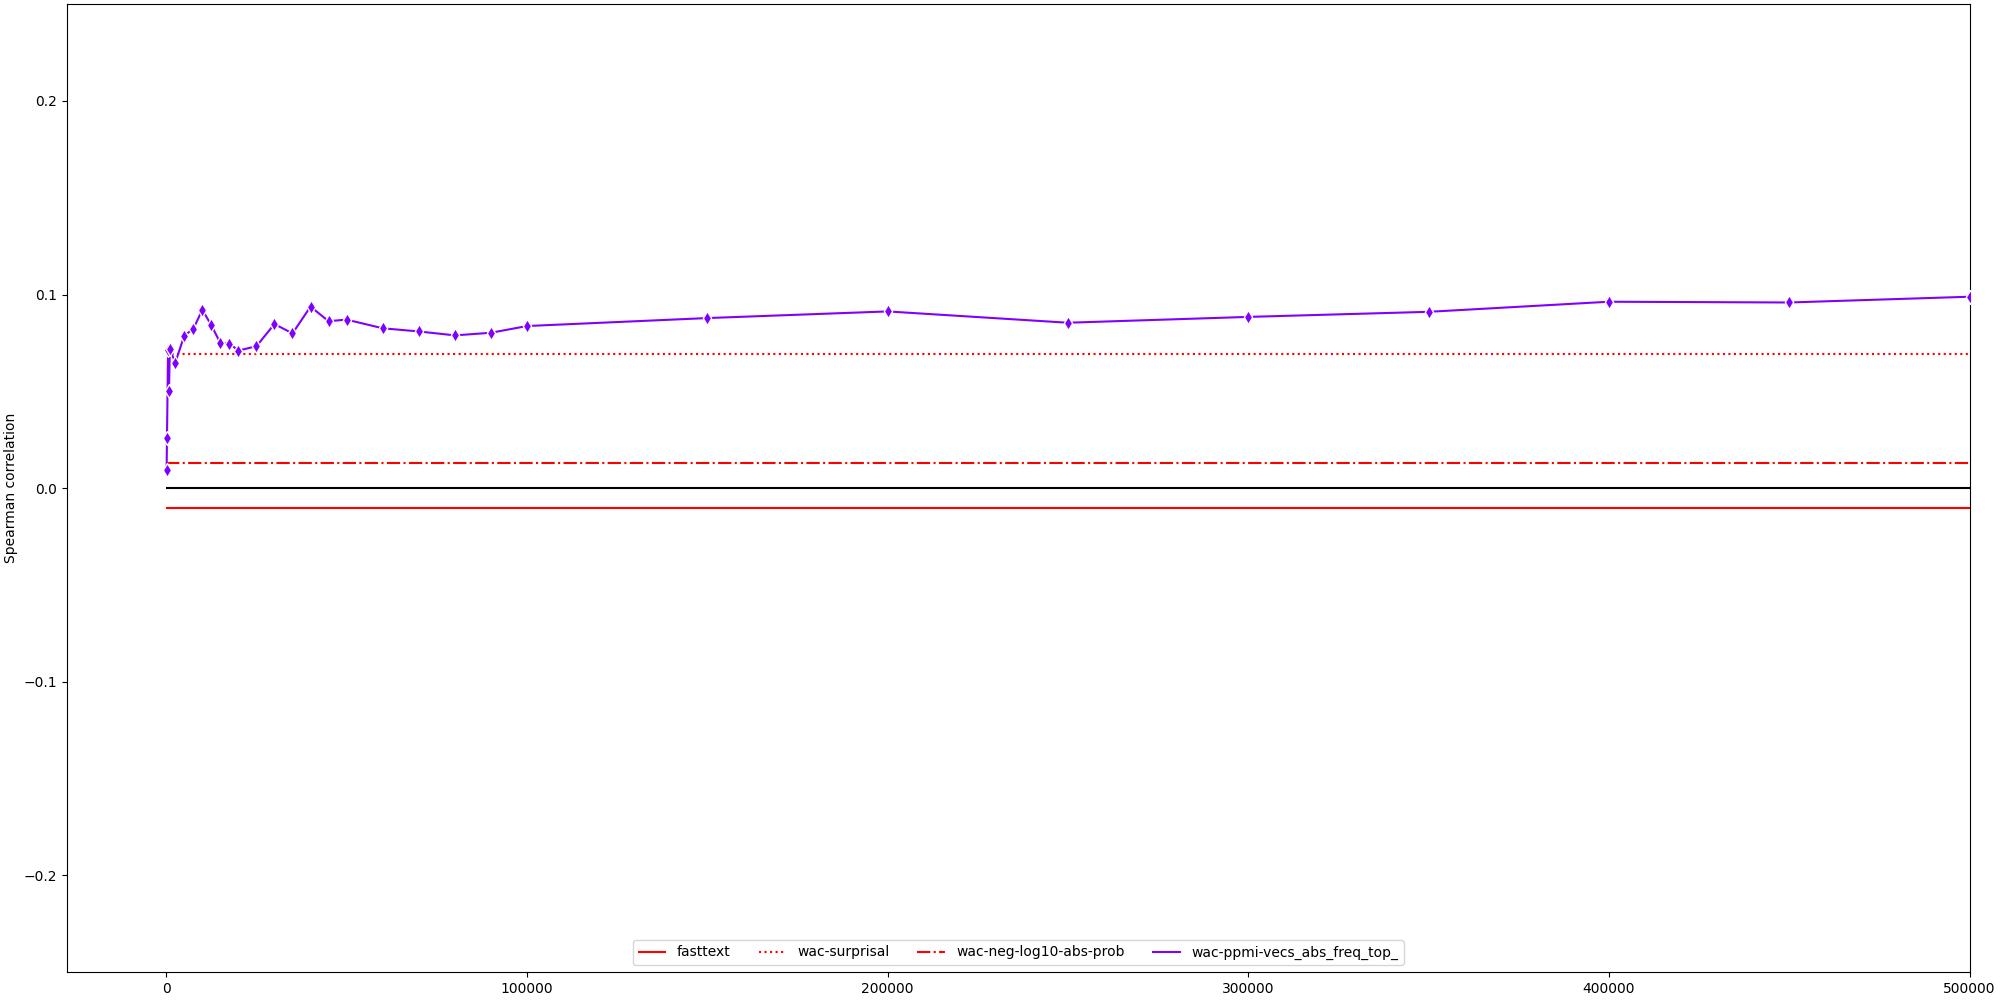 Spearman correlation
0.2
0.1
0.0
−0.1
−0.2
fasttext wac-surprisal wac-neg-log10-abs-prob wac-ppmi-vecs_abs_freq_top_
0 100000 200000 300000 400000 500000